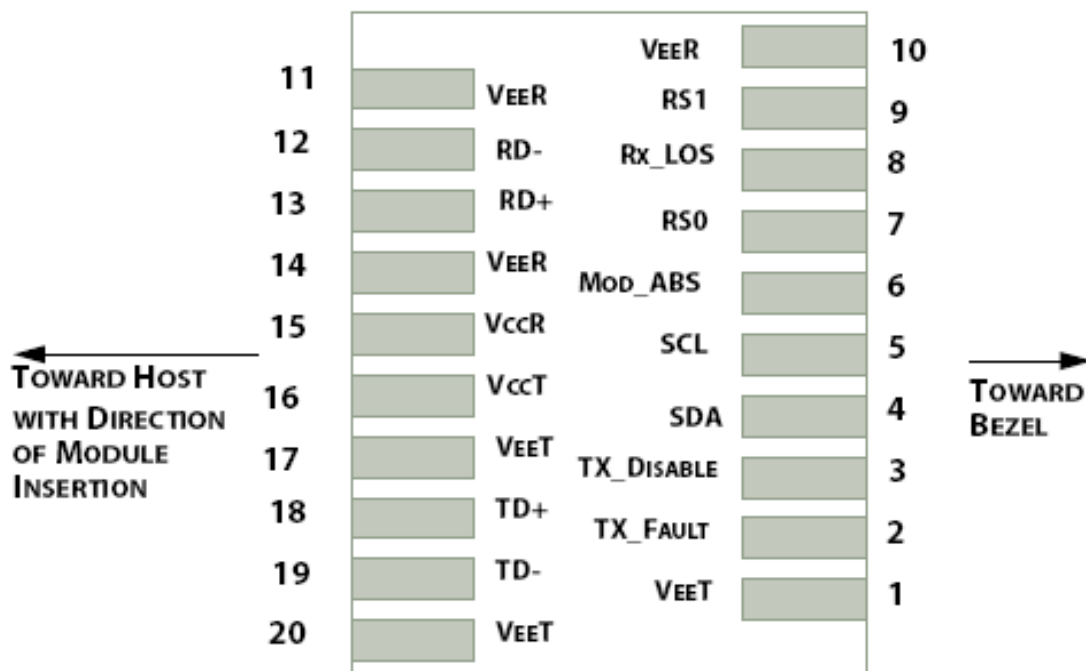 11 VEER
12 RD-
13 RD+
14 VEER
15 VCCR
16 VCCT
17 VEET
18 TD+
19 TD-
20 VEET
VEER 10
RS1 9
RX_LOS 8
RS0 7
MOD_ABS 6
SCL 5
SDA 4
TX_DISABLE 3
TX_FAULT 2
VEET 1
TOWARD HOST
WITH DIRECTION
OF MODULE
INSERTION
TOWARD
BEZEL